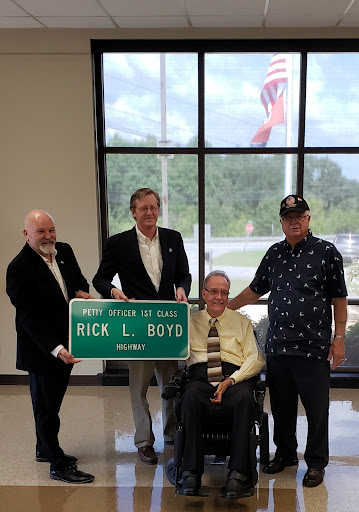 PETTY OFFICER 1ST CLASS
RICK L. BOYD
HIGHWAY